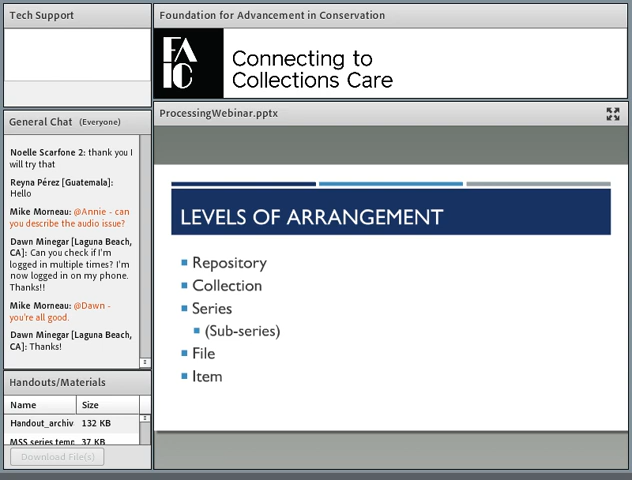 Tech Support
Foundation for Advancement in Conservation
FA
IC
Connecting to
Collections Care
General Chat (Everyone)
Noelle Scarfone 2: thank you I
will try that
Reyna Pérez [Guatemala]:
Hello
Mike Morneau: @Annie - can
you describe the audio issue?
Dawn Minegar [Laguna Beach,
CA]: Can you check if I'm
logged in multiple times? I'm
now logged in on my phone.
Thanks!!
Mike Morneau: @Dawn -
you're all good.
Dawn Minegar [Laguna Beach,
CA]: Thanks!
Handouts/Materials
Name Size
Handout_archiv 132 KB
MSS series temp 37 KB
Download File(s)
ProcessingWebinar.pptx
LEVELS OF ARRANGEMENT
Repository
Collection
Series
(Sub-series)
File
Item